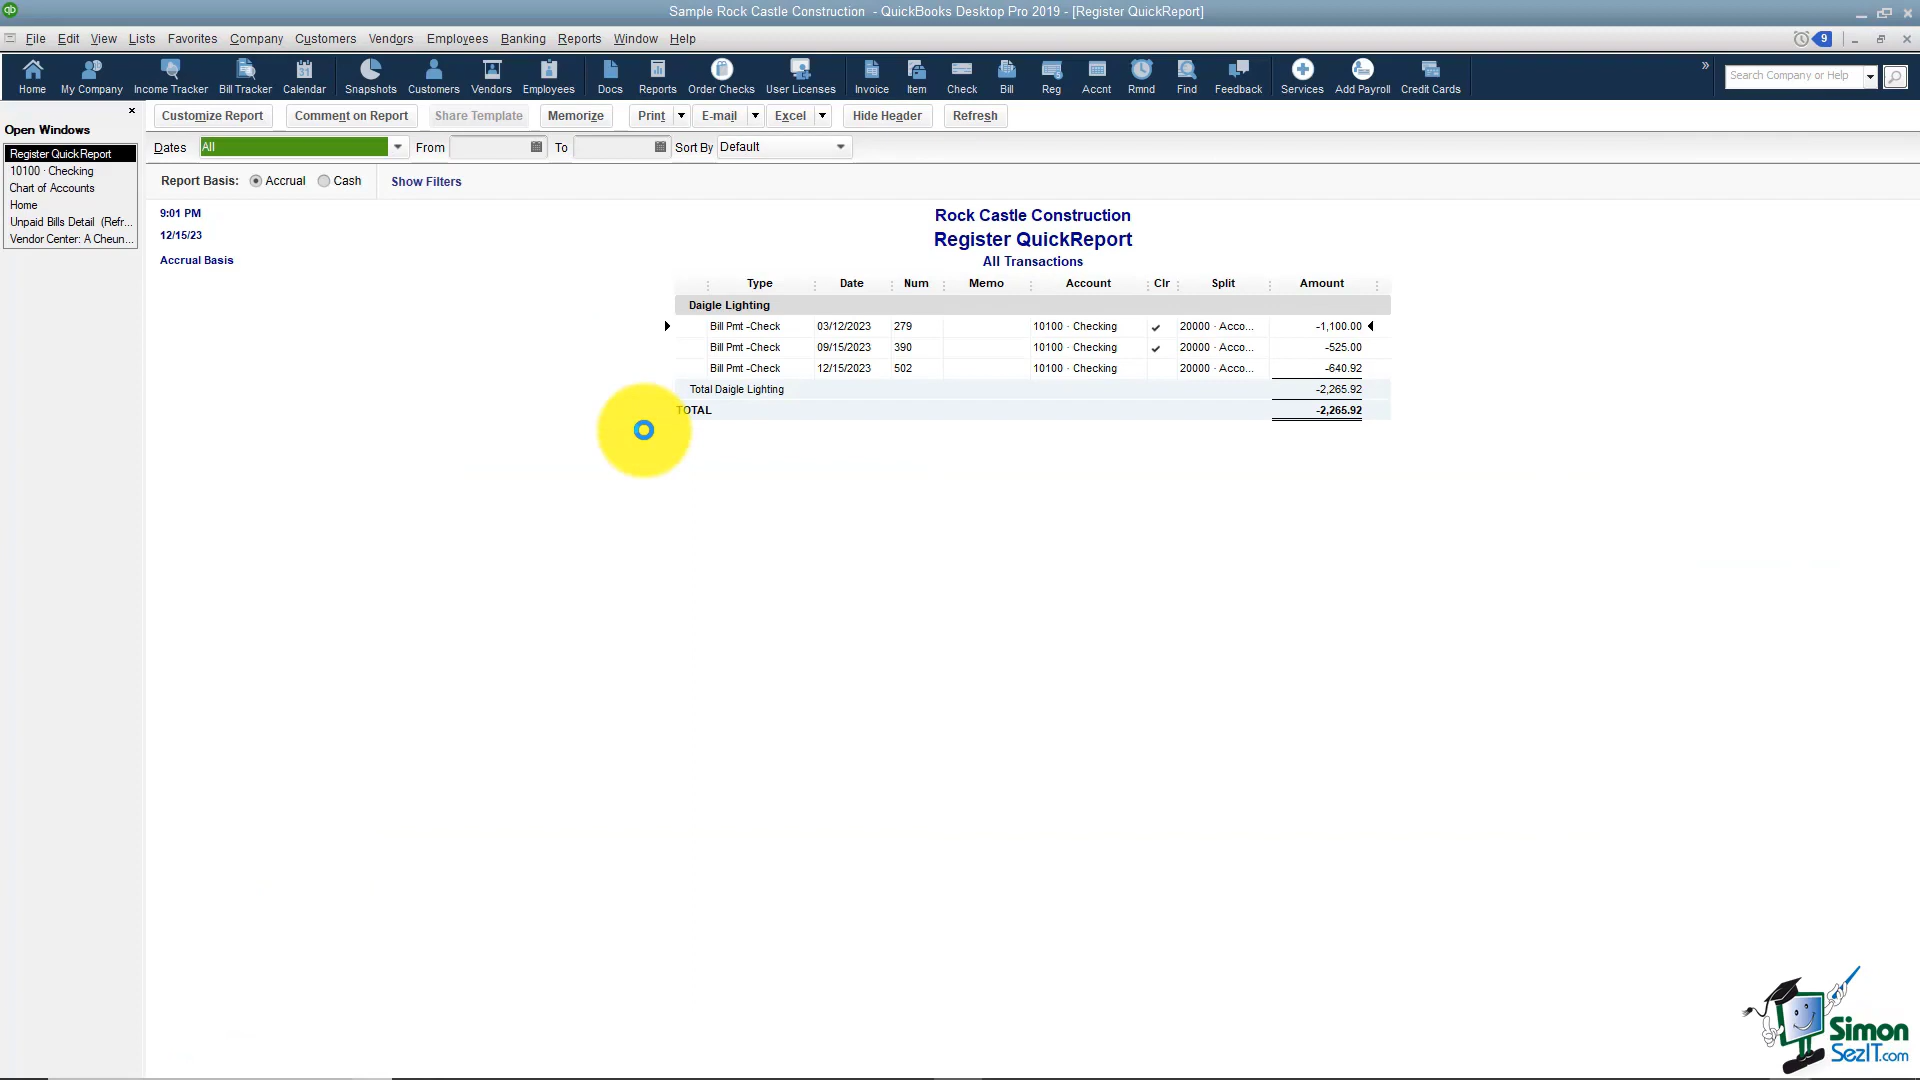 Sample Rock Castle Construction - QuickBooks Desktop Pro 2019 - [Register QuickReport]
File Edit View Lists Favorites Company Customers Vendors Employees Banking Reports Window Help 9
Home My Company Income Tracker Bill Tracker Calendar Snapshots Customers Vendors Employees Docs Reports Order Checks User Licenses Invoice Item Check Bill Reg Accnt Rmnd Find Feedback Services Add Payroll Credit Cards » Search Company or Help
Customize Report Comment on Report Share Template Memorize Print E-mail Excel Hide Header Refresh
Open Windows
Dates All From To Sort By Default
Register QuickReport
10100 · Checking
Chart of Accounts
Home
Unpaid Bills Detail (Refr...
Vendor Center: A Cheun...
Report Basis: Accrual Cash Show Filters
9:01 PM
12/15/23
Accrual Basis
Rock Castle Construction
Register QuickReport
All Transactions
Type Date Num Memo Account Clr Split Amount
Daigle Lighting
Bill Pmt -Check 03/12/2023 279 10100 · Checking ✓ 20000 · Acco... -1,100.00
Bill Pmt -Check 09/15/2023 390 10100 · Checking ✓ 20000 · Acco... -525.00
Bill Pmt -Check 12/15/2023 502 10100 · Checking 20000 · Acco... -640.92
Total Daigle Lighting -2,265.92
TOTAL -2,265.92
Simon
SezIT.com